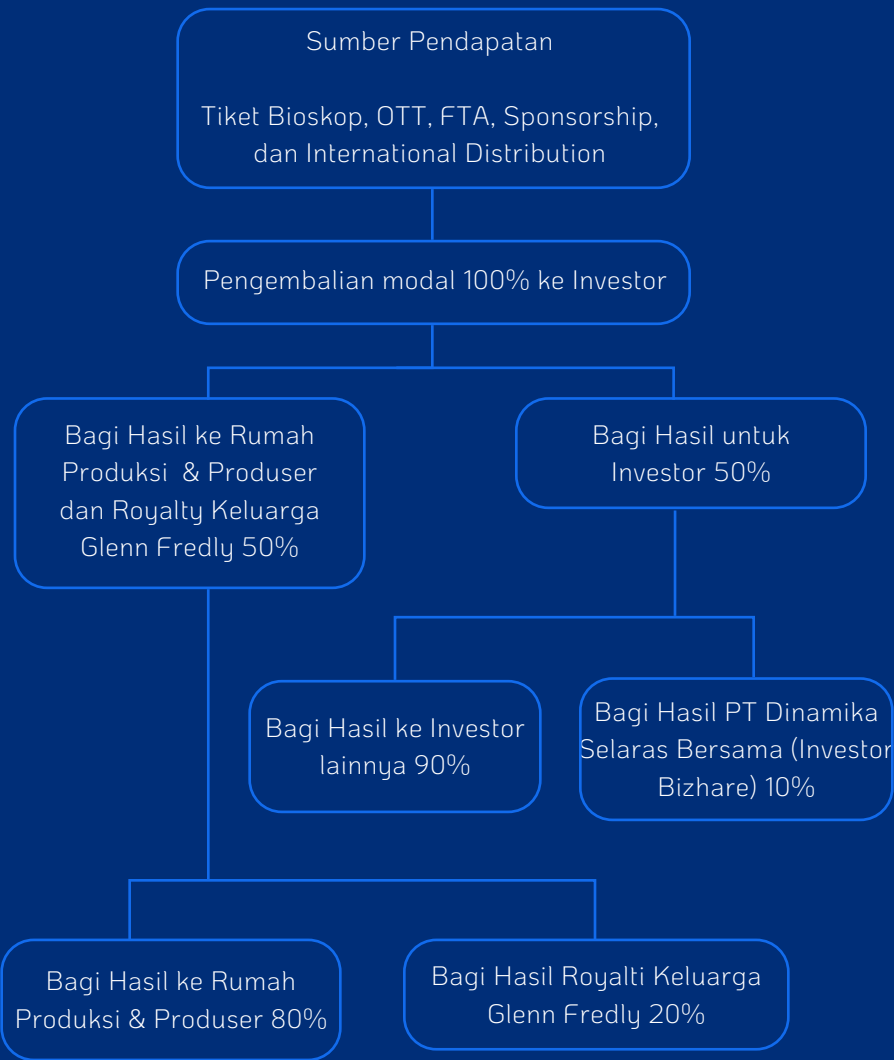 Sumber Pendapatan
Tiket Bioskop, OTT, FTA, Sponsorship,
dan International Distribution
Pengembalian modal 100% ke Investor
Bagi Hasil ke Rumah
Produksi & Produser
dan Royalty Keluarga
Glenn Fredly 50%
Bagi Hasil untuk
Investor 50%
Bagi Hasil ke Investor
lainnya 90%
Bagi Hasil PT Dinamika
Selaras Bersama (Investor
Bizhare) 10%
Bagi Hasil ke Rumah
Produksi & Produser 80%
Bagi Hasil Royalti Keluarga
Glenn Fredly 20%